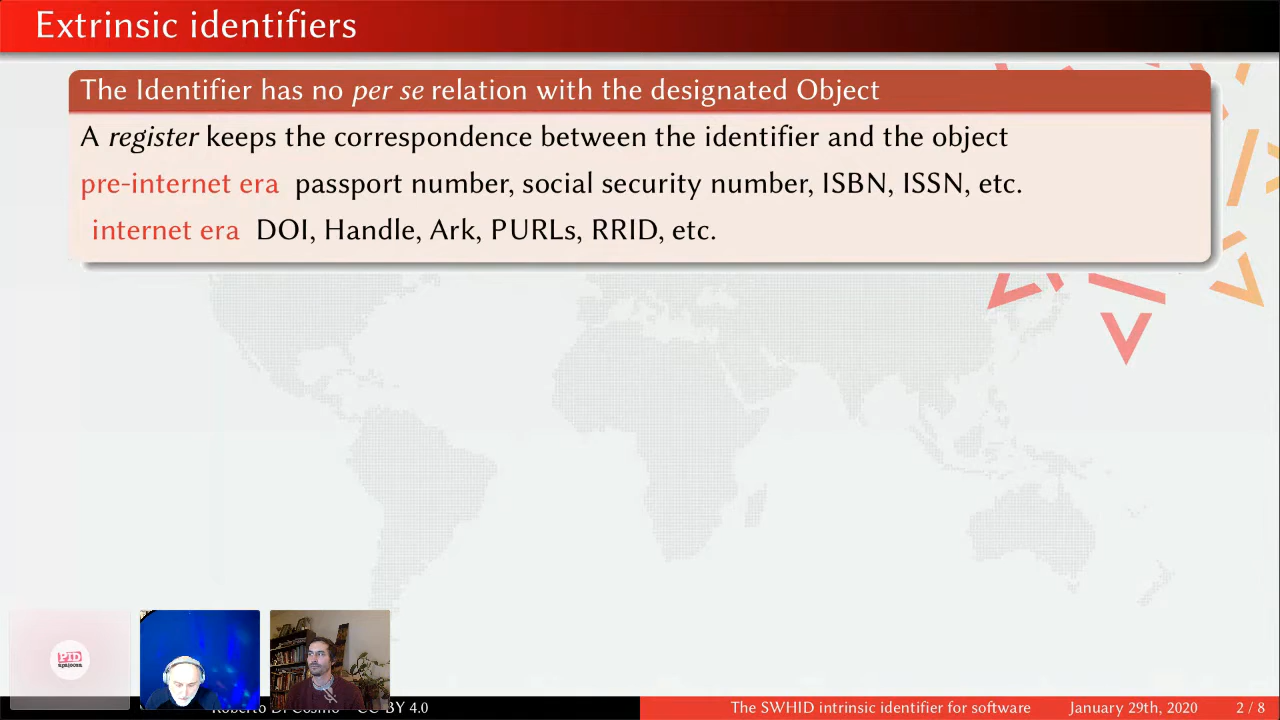 Extrinsic identifiers
The Identifier has no per se relation with the designated Object
A register keeps the correspondence between the identifier and the object
pre-internet era passport number, social security number, ISBN, ISSN, etc.
internet era DOI, Handle, Ark, PURLs, RRID, etc.
PID
apalooza
Roberto Di Cosmo CC-BY 4.0
The SWHID intrinsic identifier for software January 29th, 2020 2 / 8